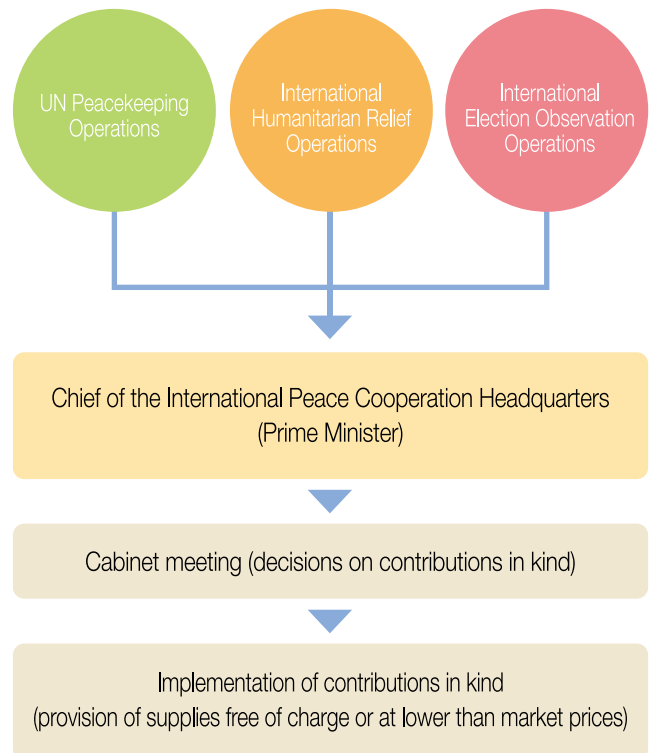 UN Peacekeeping
Operations
International
Humanitarian Relief
Operations
International
Election Observation
Operations
Chief of the International Peace Cooperation Headquarters
(Prime Minister)
Cabinet meeting (decisions on contributions in kind)
Implementation of contributions in kind
(provision of supplies free of charge or at lower than market prices)